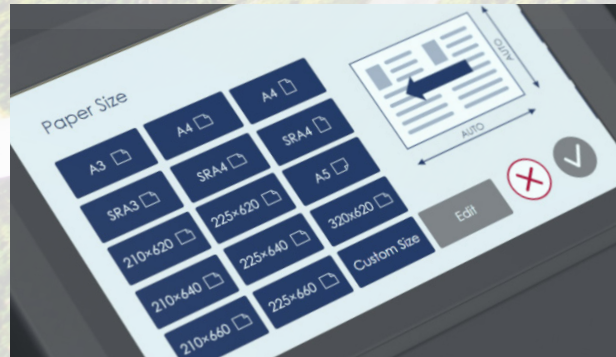 Paper Size
A3 A4 A4
SRA3 SRA4 SRA4
210×620 225×620 A5
210×640 225×640 320×620
210×660 225×660 Custom Size
AUTO
AUTO
Edit